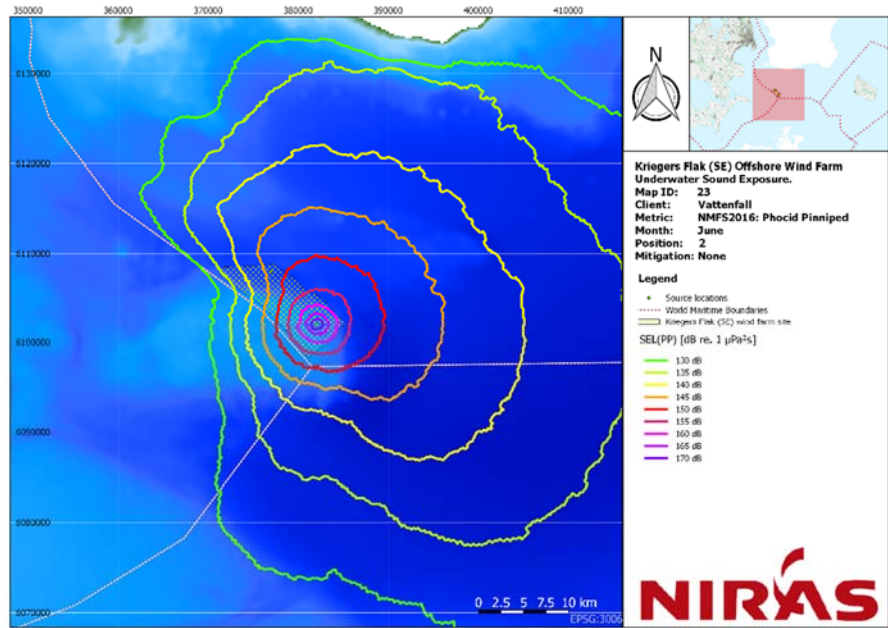 350000 360000 370000 380000 390000 400000 410000
6130000
6120000
6110000
6100000
6090000
6080000
6070000
0 2.5 5 7.5 10 km
EPSG:3006
N
Kriegers Flak (SE) Offshore Wind Farm
Underwater Sound Exposure.
Map ID: 23
Client: Vattenfall
Metric: NMFS2016: Phocid Pinniped
Month: June
Position: 2
Mitigation: None
Legend
Source locations
World Maritime Boundaries
Kriegers Flak (SE) wind farm site
SEL(PP) [dB re. 1 µPa²s]
130 dB
135 dB
140 dB
145 dB
150 dB
155 dB
160 dB
165 dB
170 dB
NIRAS